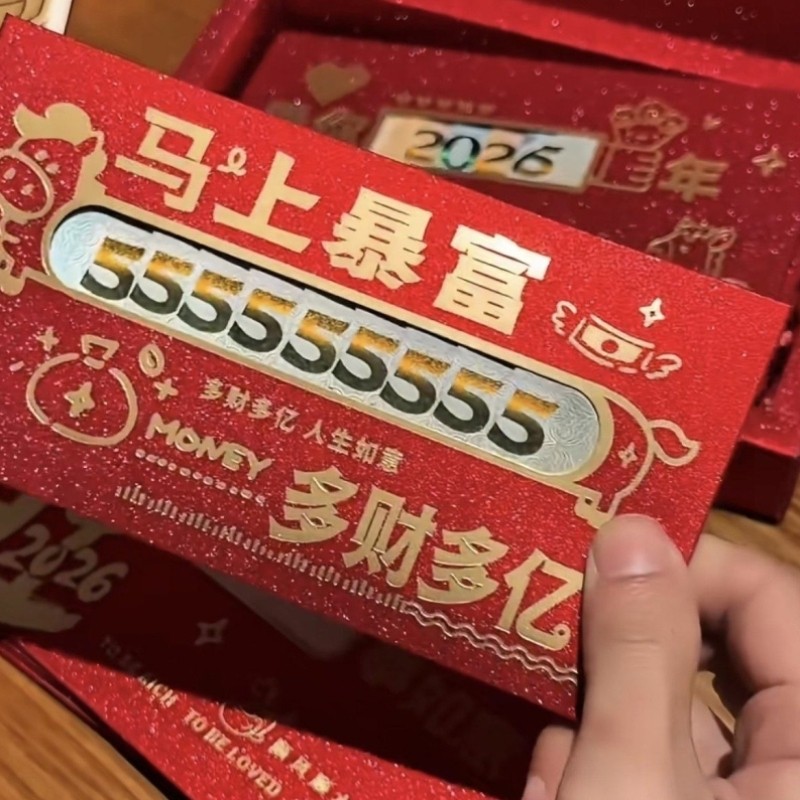 2026 年
马上暴富
555555555
多财多亿 人生如意
MONEY
多财多亿
2026
TO BE RICH TO BE LOVED